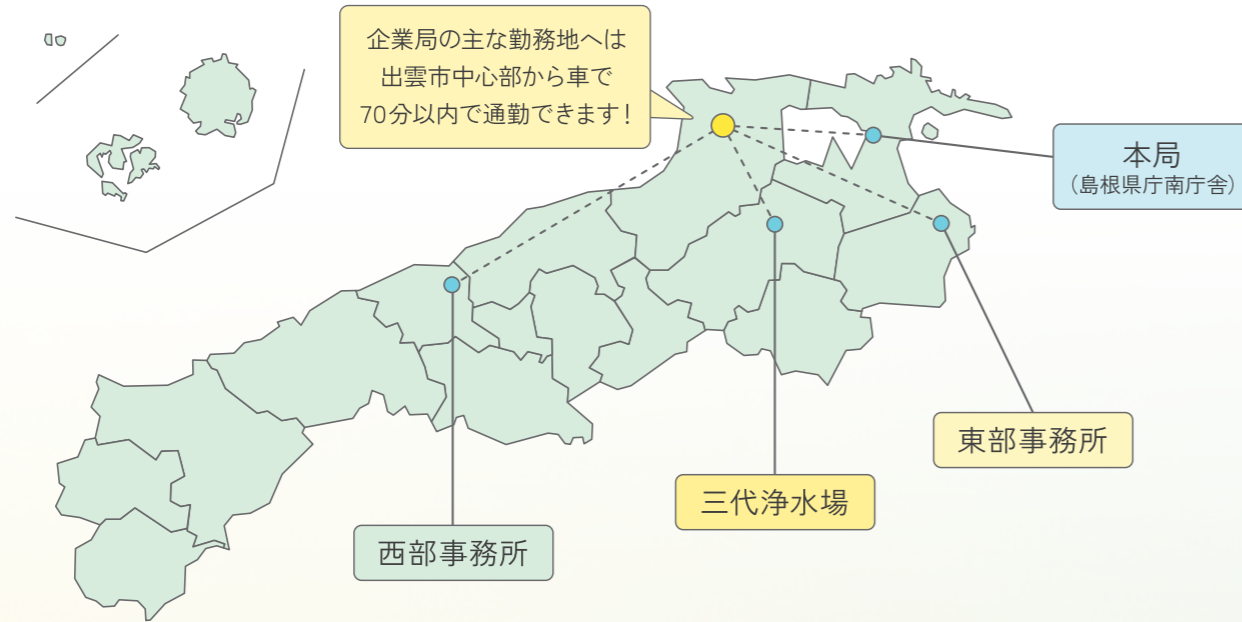 企業局の主な勤務地へは
出雲市中心部から車で
70分以内で通勤できます！
本局
（島根県庁南庁舎）
東部事務所
三代浄水場
西部事務所